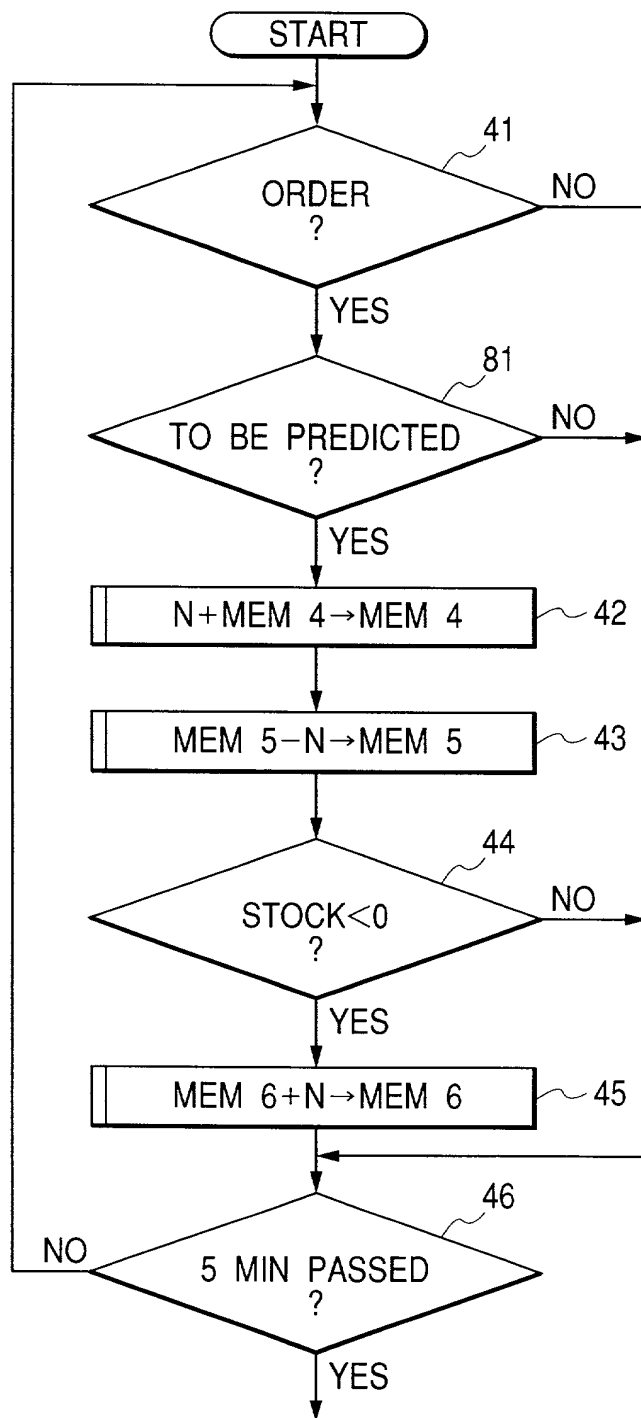 START
41
ORDER
?
NO
YES
81
TO BE PREDICTED
?
NO
YES
N+MEM 4→MEM 4
42
MEM 5−N→MEM 5
43
44
STOCK<0
?
NO
YES
MEM 6+N→MEM 6
45
46
NO
5 MIN PASSED
?
YES